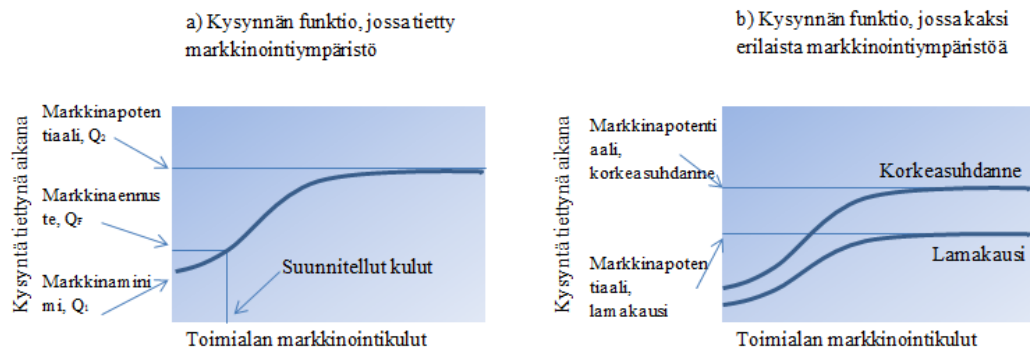 a) Kysynnän funktio, jossa tietty
markkinointiympäristö
Kysyntä tiettynä aikana
Markkinapoten
tiaali, Q₂
Markkinaennus
te, Q_F
Markkinamini
mi, Q₁
Suunnitellut kulut
Toimialan markkinointikulut
b) Kysynnän funktio, jossa kaksi
erilaista markkinointiympäristöä
Kysyntä tiettynä aikana
Markkinapotenti
aali,
korkeasuhdanne
Markkinapoten
tiaali,
lamakausi
Korkeasuhdanne
Lamakausi
Toimialan markkinointikulut